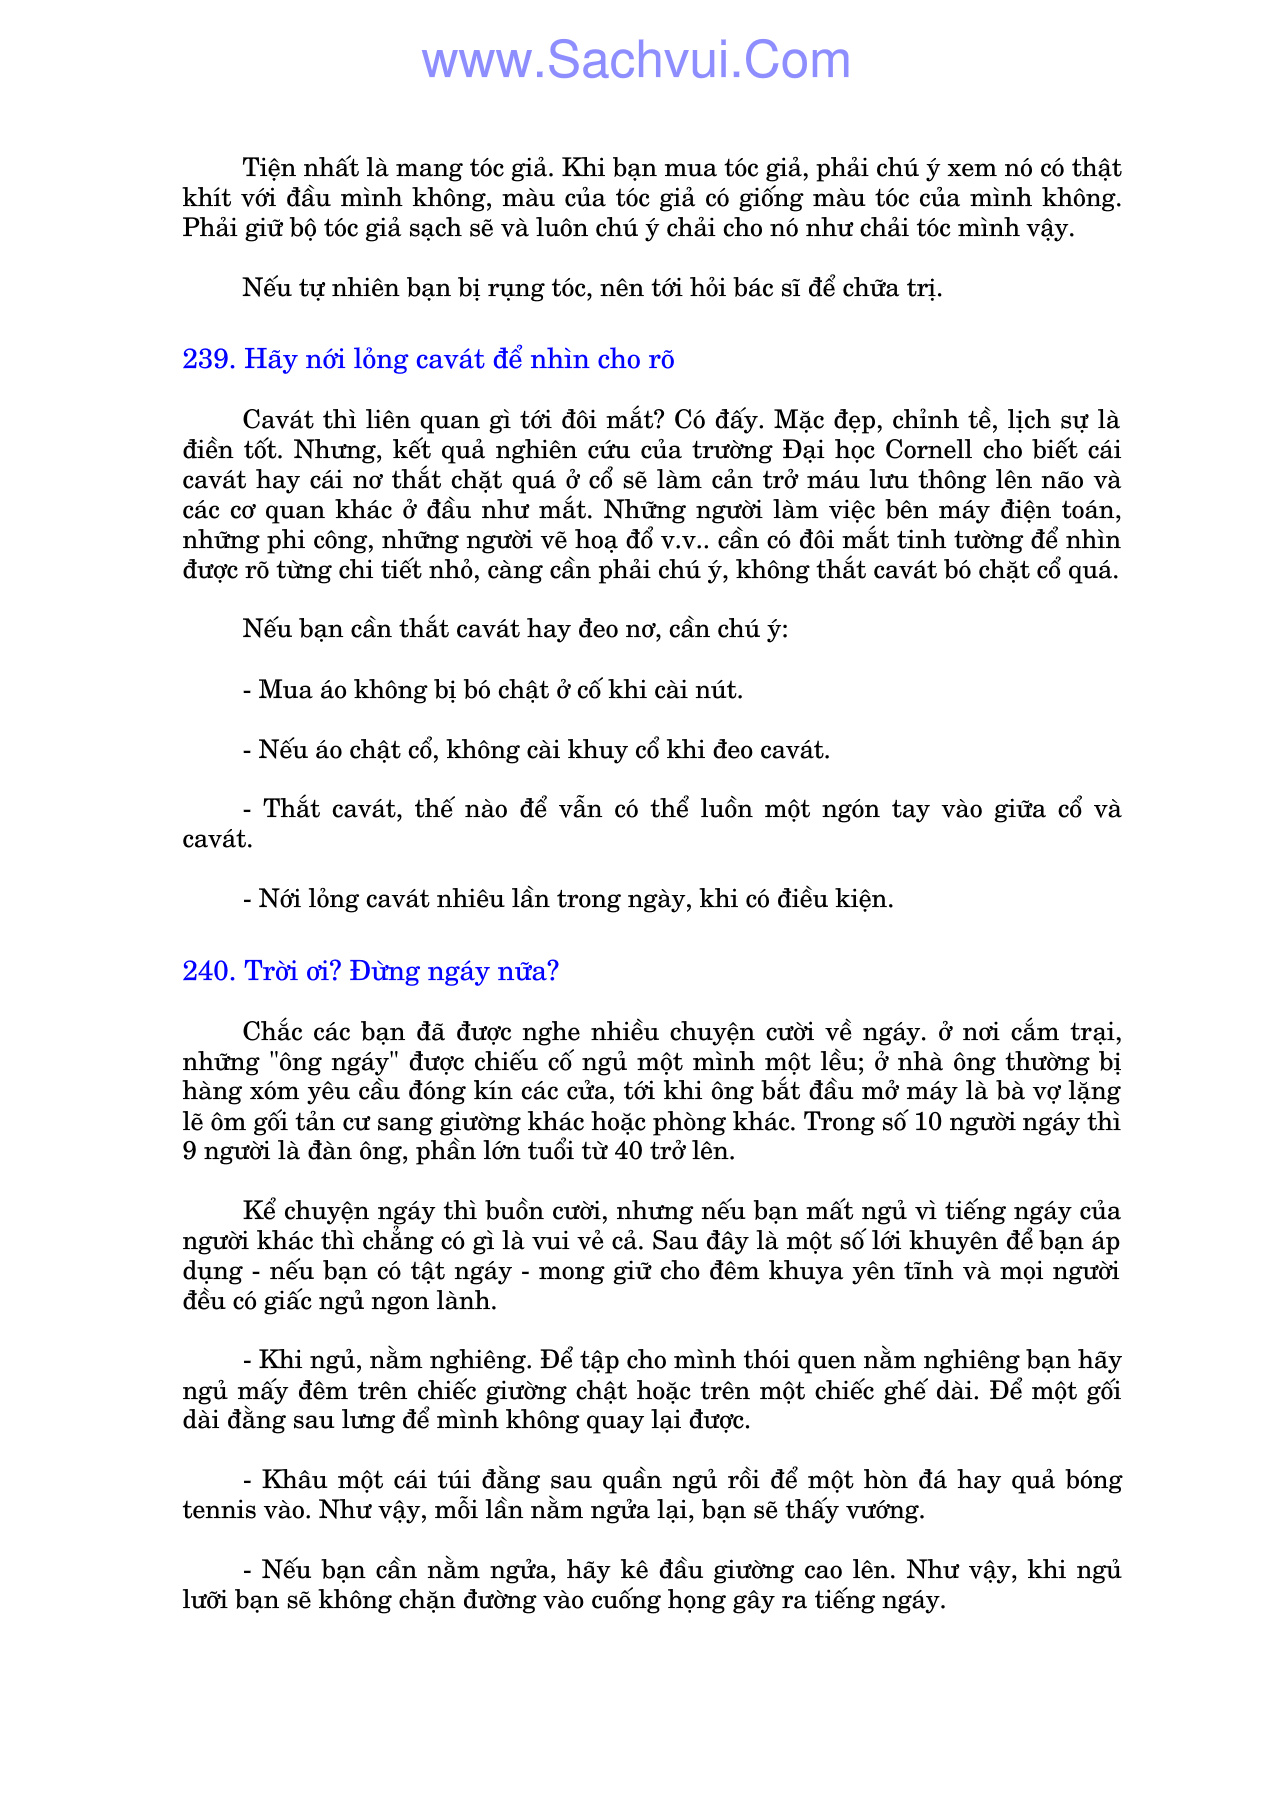 www.Sachvui.Com
Tiện nhất là mang tóc giả. Khi bạn mua tóc giả, phải chú ý xem nó có thật
khít với đầu mình không, màu của tóc giả có giống màu tóc của mình không.
Phải giữ bộ tóc giả sạch sẽ và luôn chú ý chải cho nó như chải tóc mình vậy.
Nếu tự nhiên bạn bị rụng tóc, nên tới hỏi bác sĩ để chữa trị.
239. Hãy nới lỏng cavát để nhìn cho rõ
Cavát thì liên quan gì tới đôi mắt? Có đấy. Mặc đẹp, chỉnh tề, lịch sự là
điền tốt. Nhưng, kết quả nghiên cứu của trường Đại học Cornell cho biết cái
cavát hay cái nơ thắt chặt quá ở cổ sẽ làm cản trở máu lưu thông lên não và
các cơ quan khác ở đầu như mắt. Những người làm việc bên máy điện toán,
những phi công, những người vẽ hoạ đổ v.v.. cần có đôi mắt tinh tường để nhìn
được rõ từng chi tiết nhỏ, càng cần phải chú ý, không thắt cavát bó chặt cổ quá.
Nếu bạn cần thắt cavát hay đeo nơ, cần chú ý:
- Mua áo không bị bó chật ở cố khi cài nút.
- Nếu áo chật cổ, không cài khuy cổ khi đeo cavát.
- Thắt cavát, thế nào để vẫn có thể luồn một ngón tay vào giữa cổ và
cavát.
- Nới lỏng cavát nhiêu lần trong ngày, khi có điều kiện.
240. Trời ơi? Đừng ngáy nữa?
Chắc các bạn đã được nghe nhiều chuyện cười về ngáy. ở nơi cắm trại,
những "ông ngáy" được chiếu cố ngủ một mình một lều; ở nhà ông thường bị
hàng xóm yêu cầu đóng kín các cửa, tới khi ông bắt đầu mở máy là bà vợ lặng
lẽ ôm gối tản cư sang giường khác hoặc phòng khác. Trong số 10 người ngáy thì
9 người là đàn ông, phần lớn tuổi từ 40 trở lên.
Kể chuyện ngáy thì buồn cười, nhưng nếu bạn mất ngủ vì tiếng ngáy của
người khác thì chẳng có gì là vui vẻ cả. Sau đây là một số lới khuyên để bạn áp
dụng - nếu bạn có tật ngáy - mong giữ cho đêm khuya yên tĩnh và mọi người
đều có giấc ngủ ngon lành.
- Khi ngủ, nằm nghiêng. Để tập cho mình thói quen nằm nghiêng bạn hãy
ngủ mấy đêm trên chiếc giường chật hoặc trên một chiếc ghế dài. Để một gối
dài đằng sau lưng để mình không quay lại được.
- Khâu một cái túi đằng sau quần ngủ rồi để một hòn đá hay quả bóng
tennis vào. Như vậy, mỗi lần nằm ngửa lại, bạn sẽ thấy vướng.
- Nếu bạn cần nằm ngửa, hãy kê đầu giường cao lên. Như vậy, khi ngủ
lưỡi bạn sẽ không chặn đường vào cuống họng gây ra tiếng ngáy.